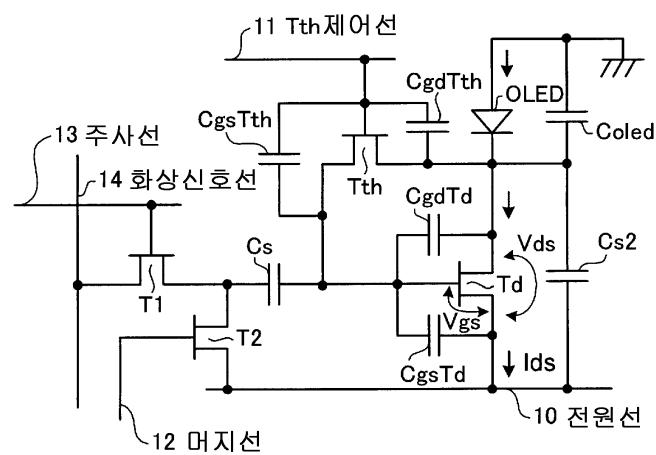 11 Tth제어선
CgdTth
OLED
CgsTth
Coled
13 주사선
14 화상신호선
Tth
CgdTd
Vds
Cs
Cs2
Td
T1
Vgs
T2
CgsTd
Ids
10 전원선
12 머지선